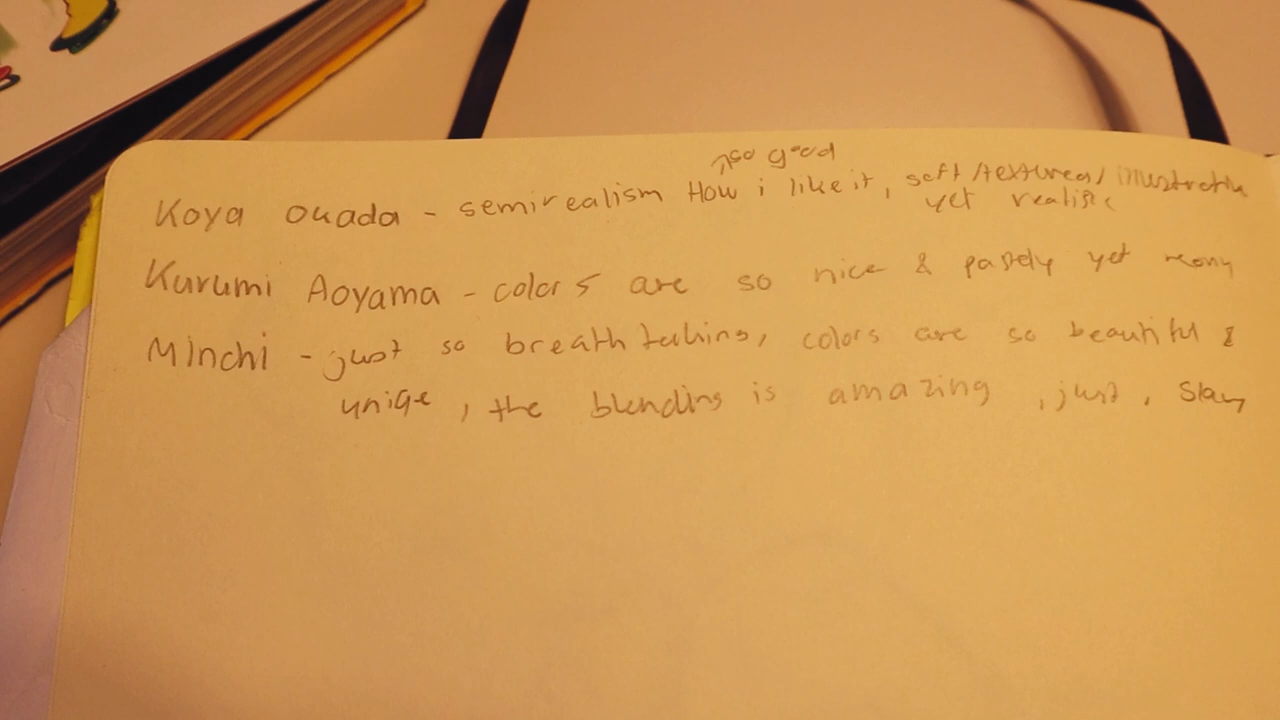 so good
Koya Okada - semirealism How i like it, soft/textured/illustrative
yet realistic
Kurumi Aoyama - colors are so nice & pastely yet
Minchi - just so breathtaking, colors are so beautiful &
uniqe, the blending is amazing, just, Slay